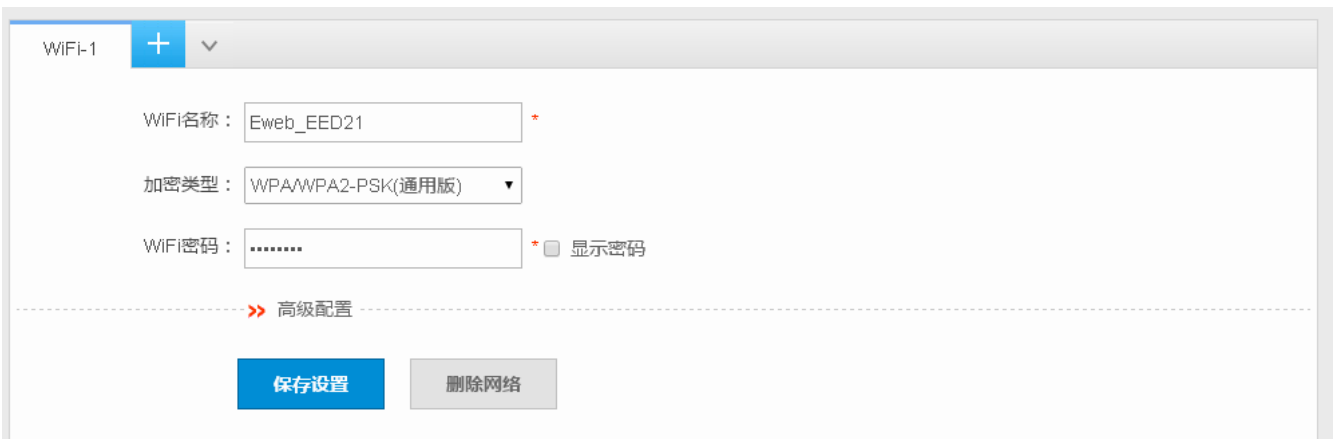 WiFi-1
WiFi名称： Eweb_EED21 *
加密类型： WPA/WPA2-PSK(通用版)
WiFi密码： •••••••• * 显示密码
高级配置
保存设置 删除网络